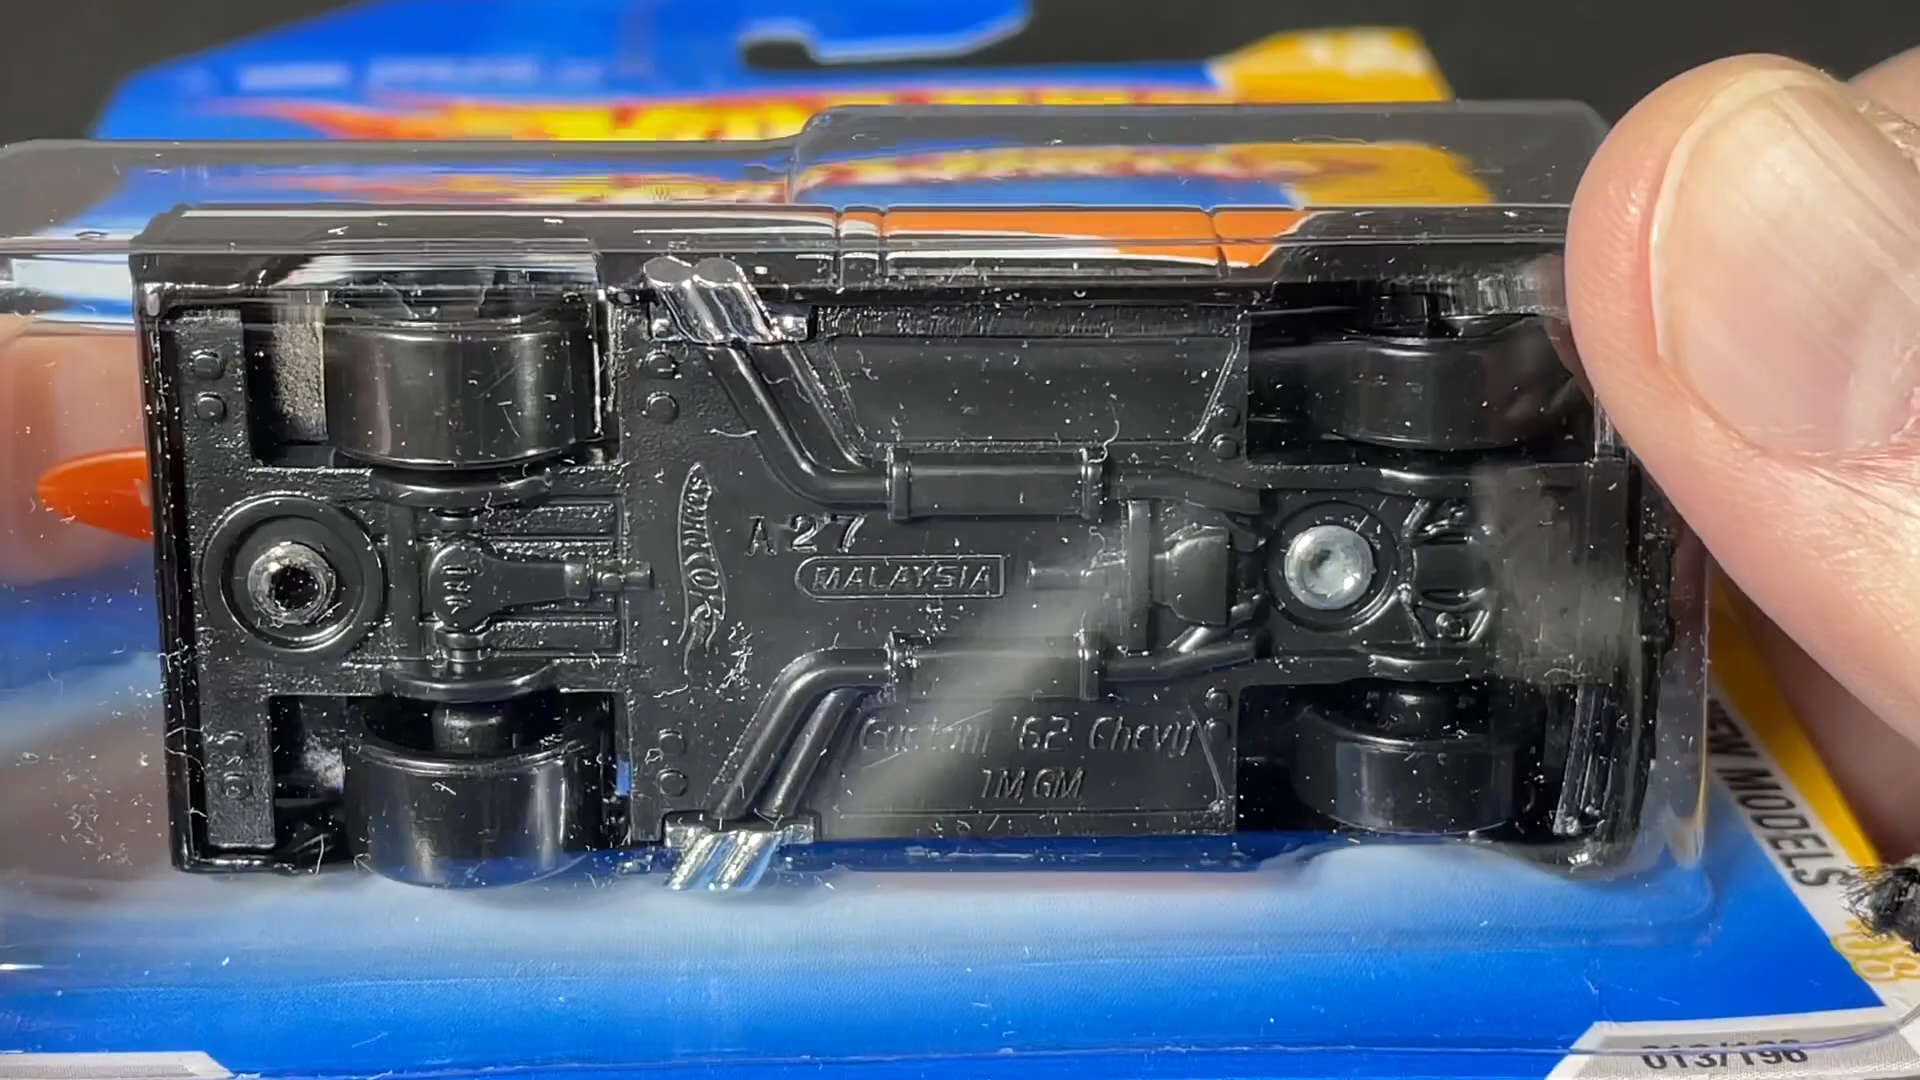 A27
MALAYSIA
Custom '62 Chevy
TM GM
NEW MODELS
013/196